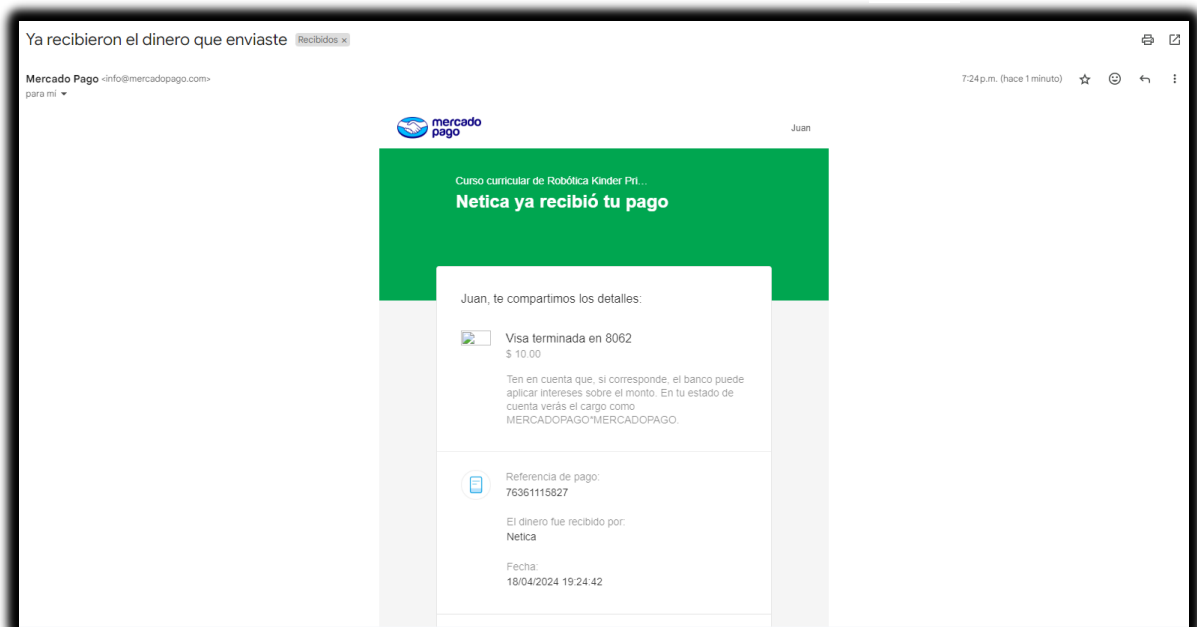 Ya recibieron el dinero que enviaste Recibidos ×
Mercado Pago <info@mercadopago.com>
7:24 p.m. (hace 1 minuto)
para mí
mercado
pago
Juan
Curso curricular de Robótica Kinder Pri...
Netica ya recibió tu pago
Juan, te compartimos los detalles:
Visa terminada en 8062
$ 10.00
Ten en cuenta que, si corresponde, el banco puede
aplicar intereses sobre el monto. En tu estado de
cuenta verás el cargo como
MERCADOPAGO*MERCADOPAGO.
Referencia de pago:
76361115827
El dinero fue recibido por:
Netica
Fecha:
18/04/2024 19:24:42